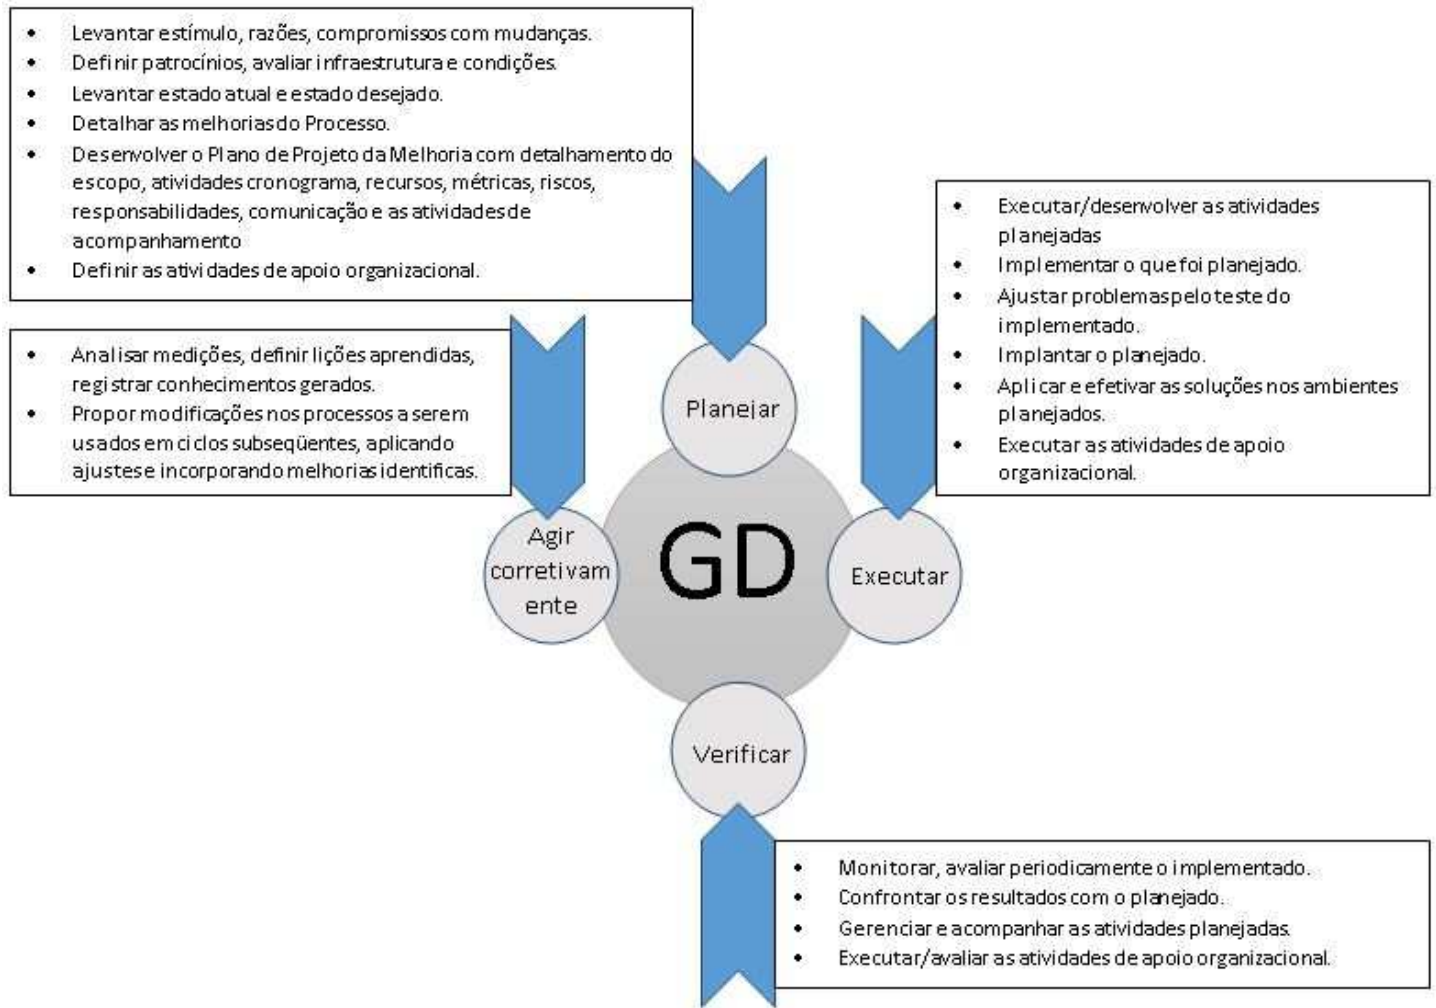 • Levantar estímulo, razões, compromissos com mudanças.
• Definir patrocínios, avaliar infraestrutura e condições.
• Levantar estado atual e estado desejado.
• Detalhar as melhorias do Processo.
• Desenvolver o Plano de Projeto da Melhoria com detalhamento do
escopo, atividades cronograma, recursos, métricas, riscos,
responsabilidades, comunicação e as atividades de
acompanhamento
• Definir as atividades de apoio organizacional.
• Executar/desenvolver as atividades
planejadas
• Implementar o que foi planejado.
• Ajustar problemas pelo teste do
implementado.
• Implantar o planejado.
• Aplicar e efetivar as soluções nos ambientes
planejados.
• Executar as atividades de apoio
organizacional.
• Analisar medições, definir lições aprendidas,
registrar conhecimentos gerados.
• Propor modificações nos processos a serem
usados em ciclos subseqüentes, aplicando
ajustes e incorporando melhorias identificas.
Planejar
Agir
corretivam
ente
GD
Executar
Verificar
• Monitorar, avaliar periodicamente o implementado.
• Confrontar os resultados com o planejado.
• Gerenciar e acompanhar as atividades planejadas.
• Executar/avaliar as atividades de apoio organizacional.